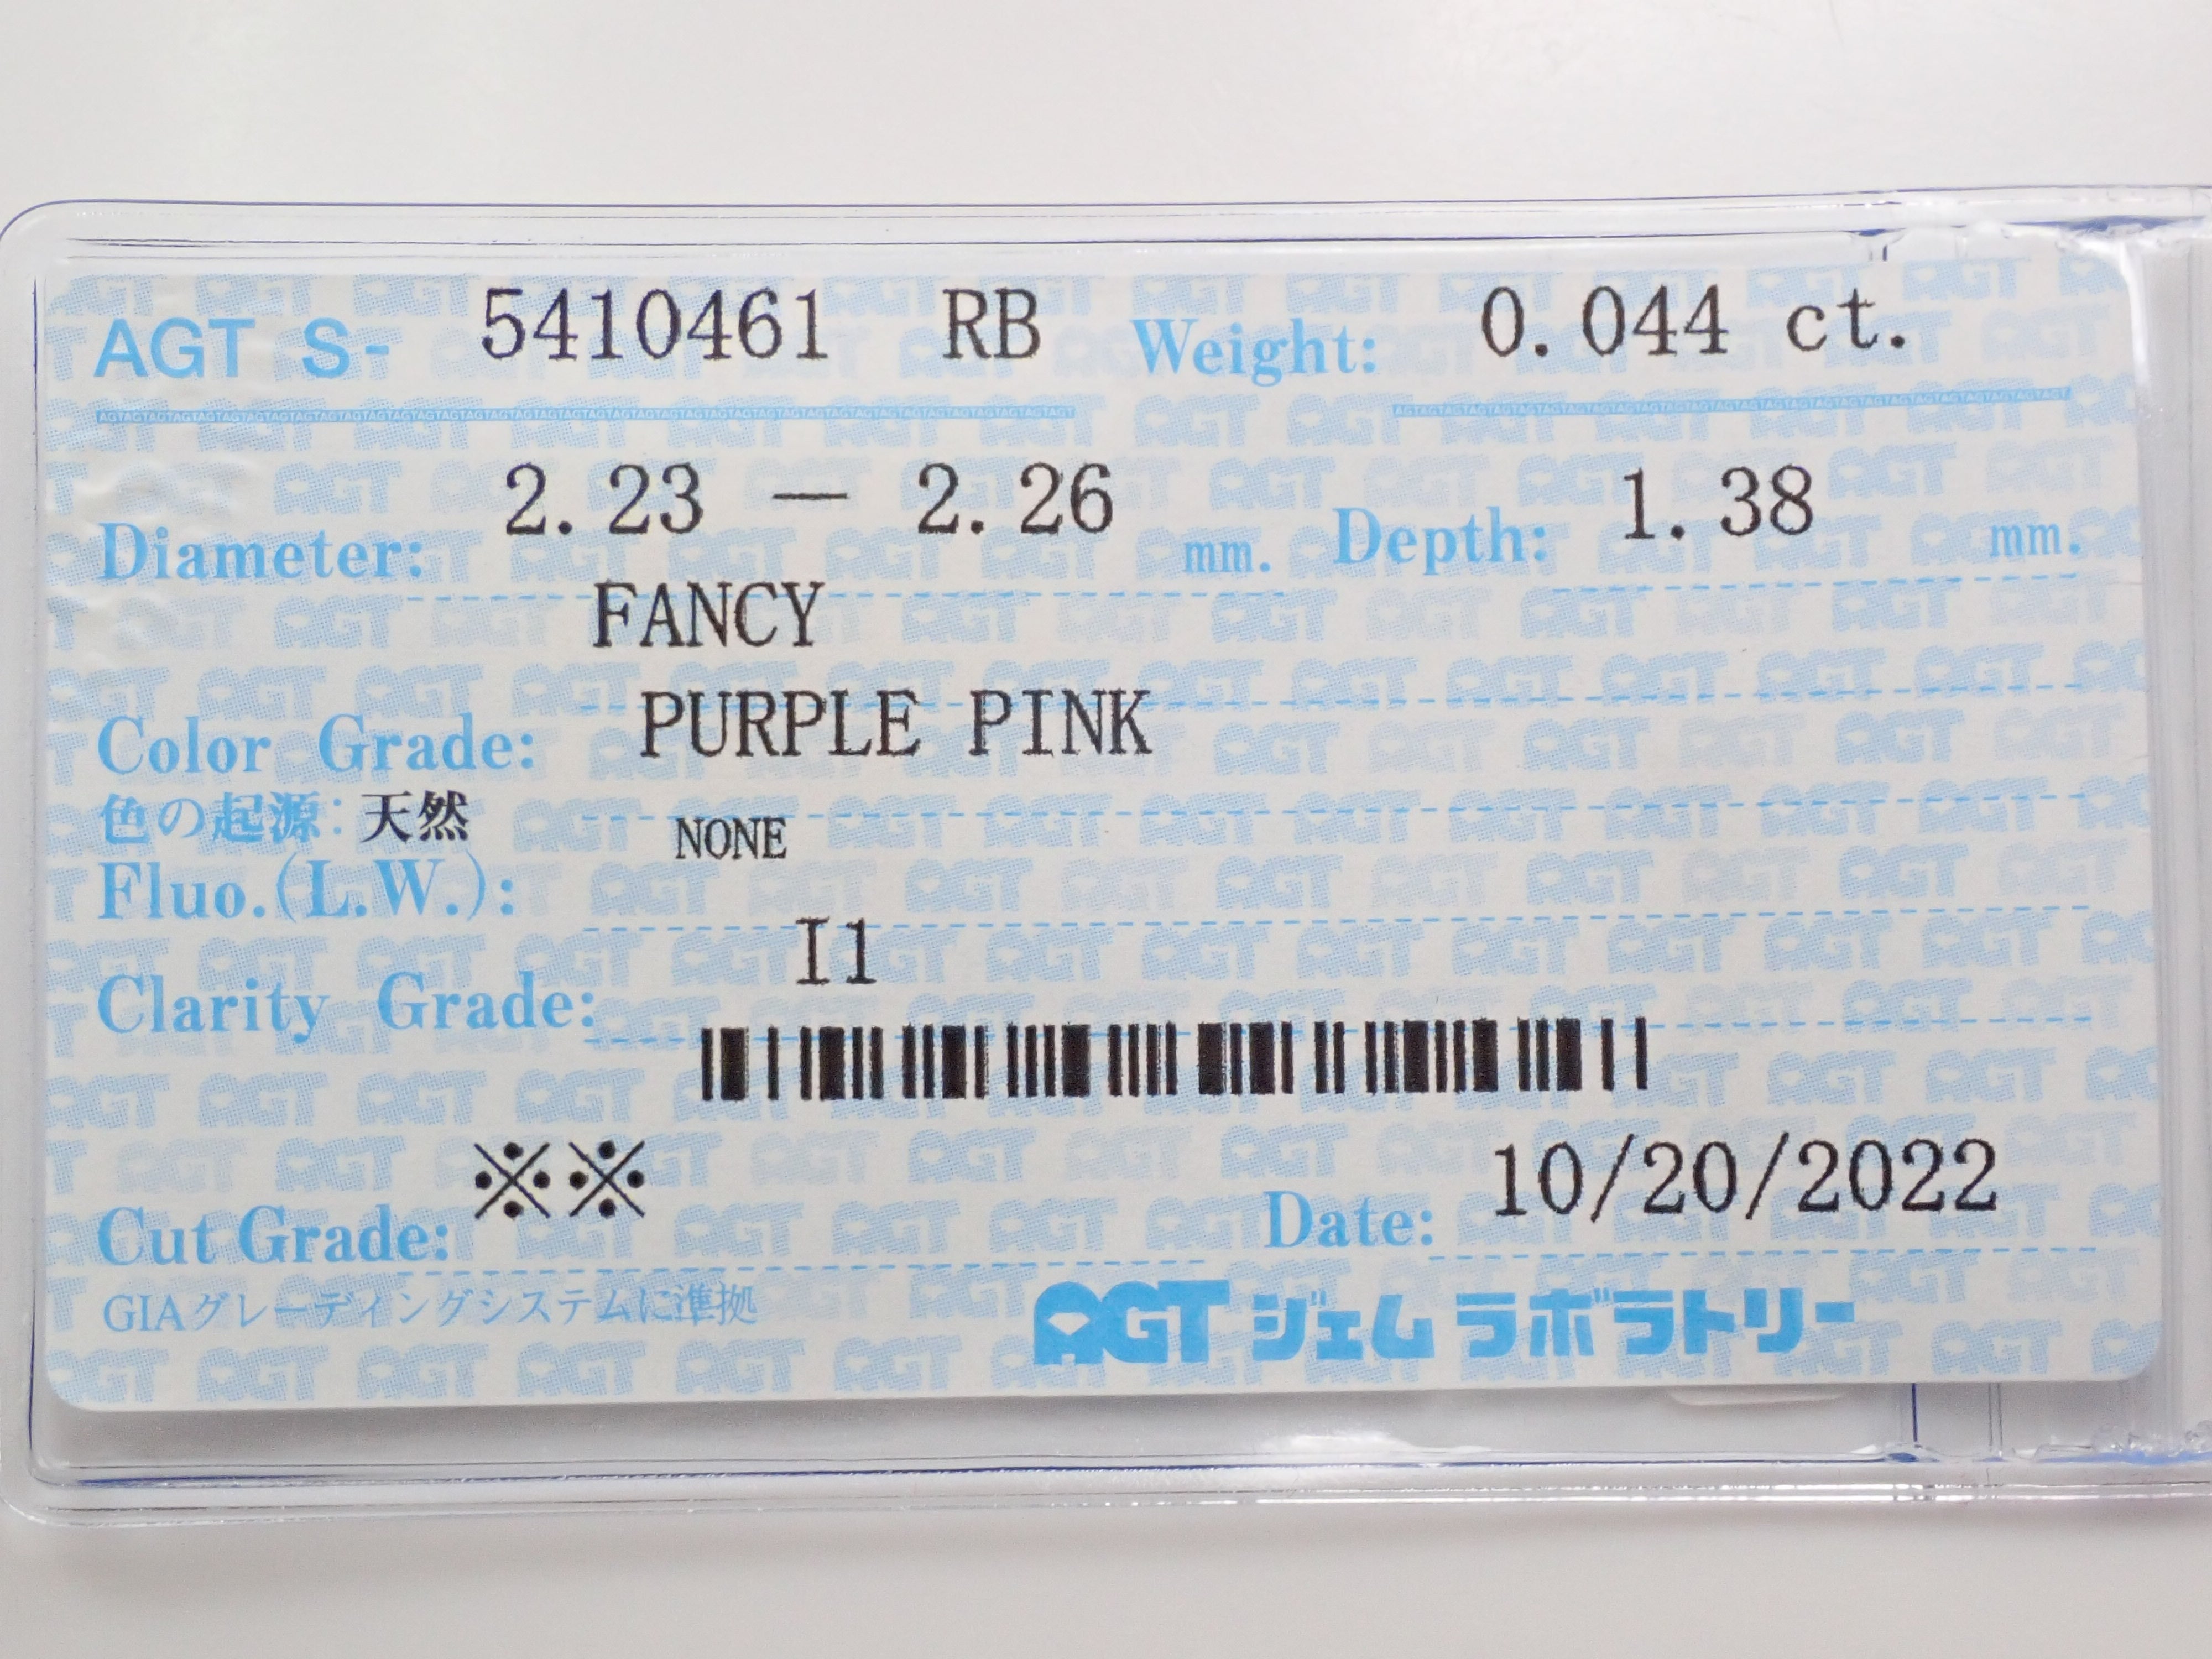 AGT S- 5410461 RB Weight: 0.044 ct.
Diameter: 2.23 — 2.26 mm. Depth: 1.38 mm.
FANCY
Color Grade: PURPLE PINK
色の起源: 天然
Fluo.(L.W.): NONE
Clarity Grade: I1
Cut Grade: ※※ Date: 10/20/2022
GIAグレーディングシステムに準拠
AGT ジェム ラボラトリー